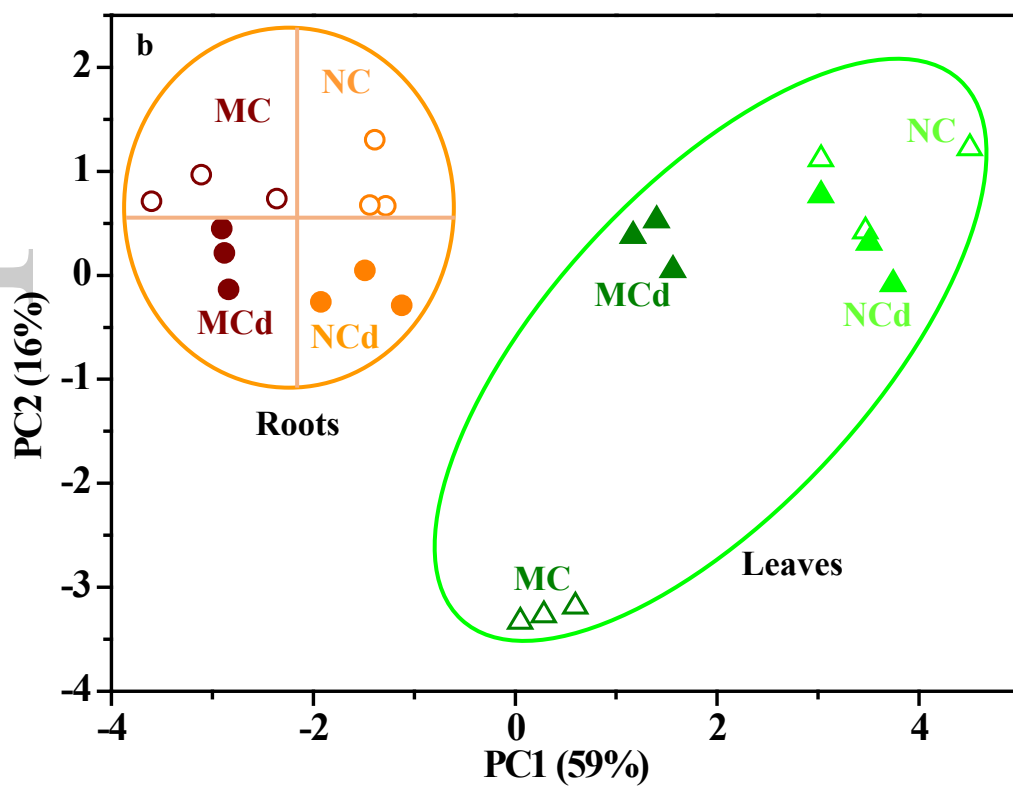 b
NC
MC
MCd
NCd
Roots
NC
MCd
NCd
MC
Leaves
2
1
0
-1
-2
-3
-4
PC2 (16%)
-4
-2
0
2
4
PC1 (59%)